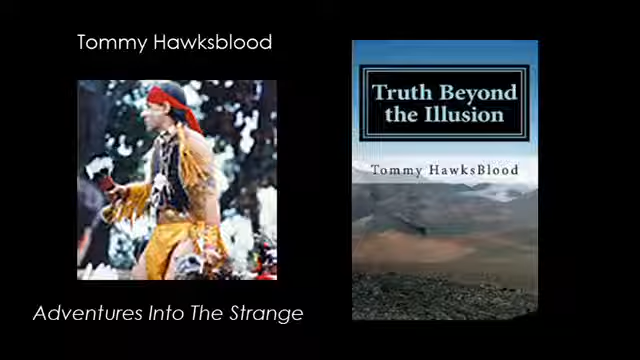 Tommy Hawksblood
Adventures Into The Strange
Truth Beyond
the Illusion
Tommy HawksBlood